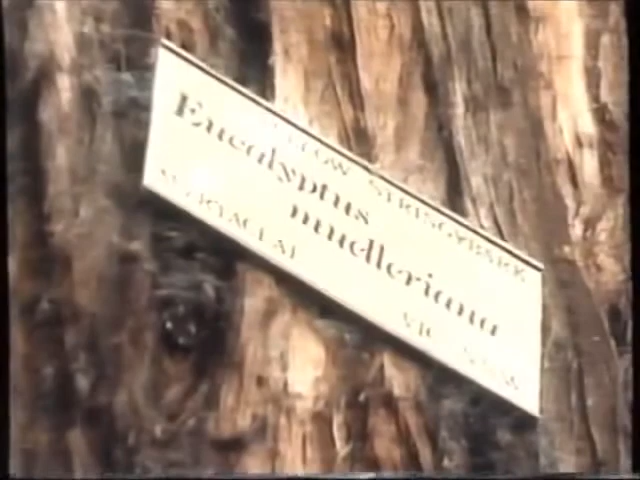 YELLOW STRINGYBARK
Eucalyptus
muelleriana
MYRTACEAE
VIC. NSW